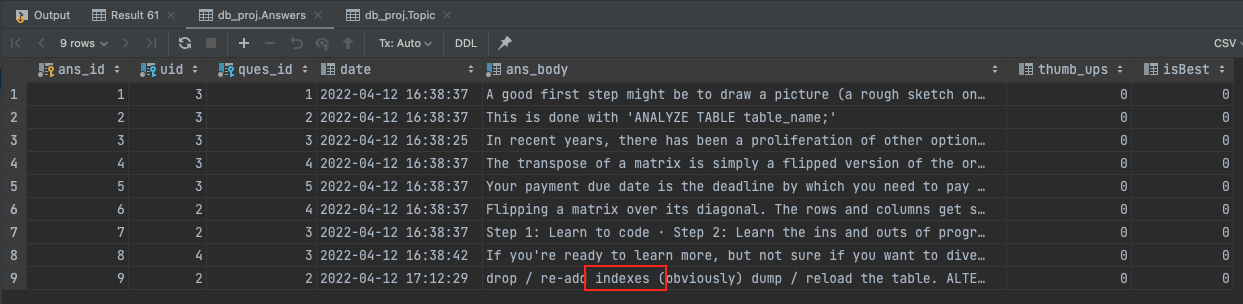 Output Result 61 db_proj.Answers db_proj.Topic
9 rows Tx: Auto DDL CSV
ans_id uid ques_id date ans_body thumb_ups isBest
1 1 3 1 2022-04-12 16:38:37 A good first step might be to draw a picture (a rough sketch on… 0 0
2 2 3 2 2022-04-12 16:38:37 This is done with 'ANALYZE TABLE table_name;' 0 0
3 3 3 3 2022-04-12 16:38:25 In recent years, there has been a proliferation of other option… 0 0
4 4 3 4 2022-04-12 16:38:37 The transpose of a matrix is simply a flipped version of the or… 0 0
5 5 3 5 2022-04-12 16:38:37 Your payment due date is the deadline by which you need to pay … 0 0
6 6 2 4 2022-04-12 16:38:37 Flipping a matrix over its diagonal. The rows and columns get s… 0 0
7 7 2 3 2022-04-12 16:38:37 Step 1: Learn to code · Step 2: Learn the ins and outs of progr… 0 0
8 8 4 3 2022-04-12 16:38:42 If you're ready to learn more, but not sure if you want to dive… 0 0
9 9 2 2 2022-04-12 17:12:29 drop / re-add indexes (obviously) dump / reload the table. ALTE… 0 0